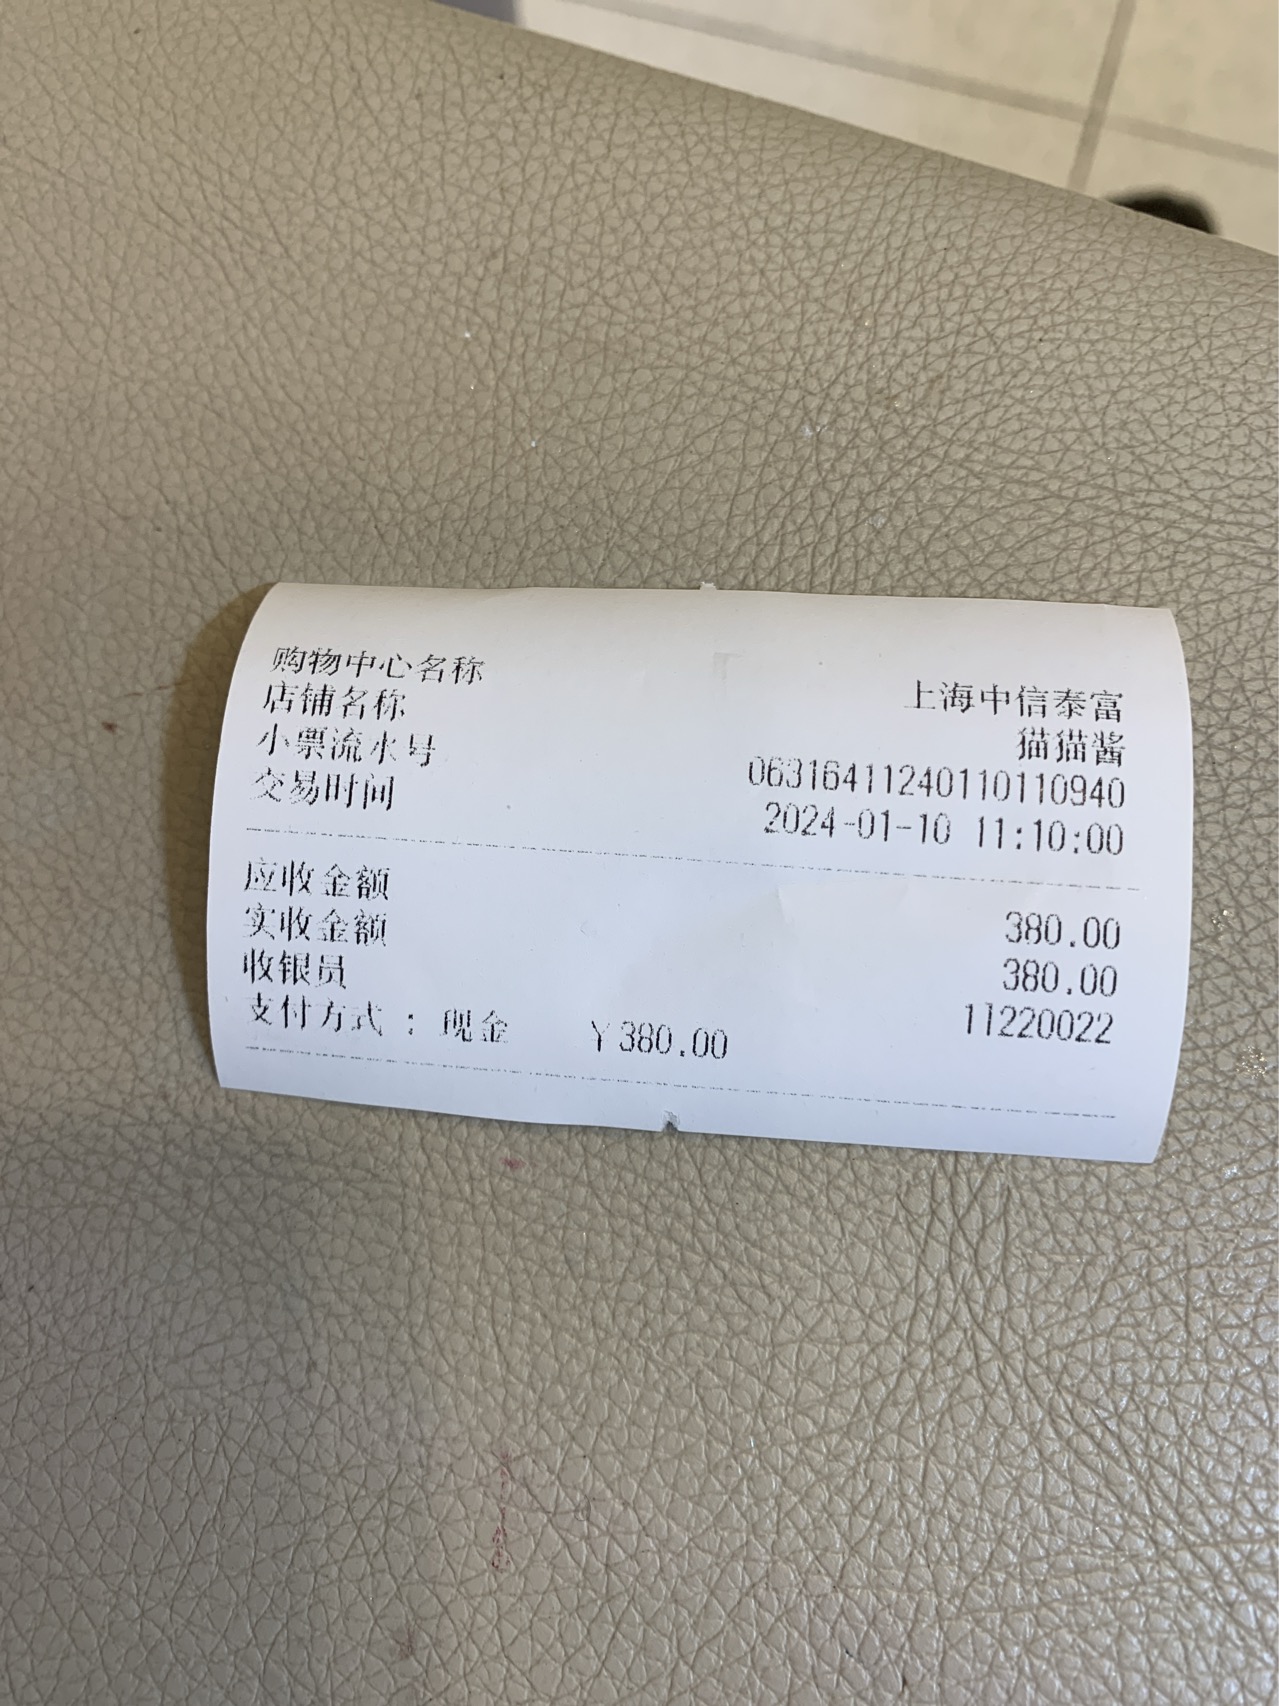 购物中心名称 上海中信泰富
店铺名称 猫猫酱
小票流水号 06316411240110110940
交易时间 2024-01-10 11:10:00
应收金额 380.00
实收金额 380.00
收银员 11220022
支付方式 : 现金 ¥380.00